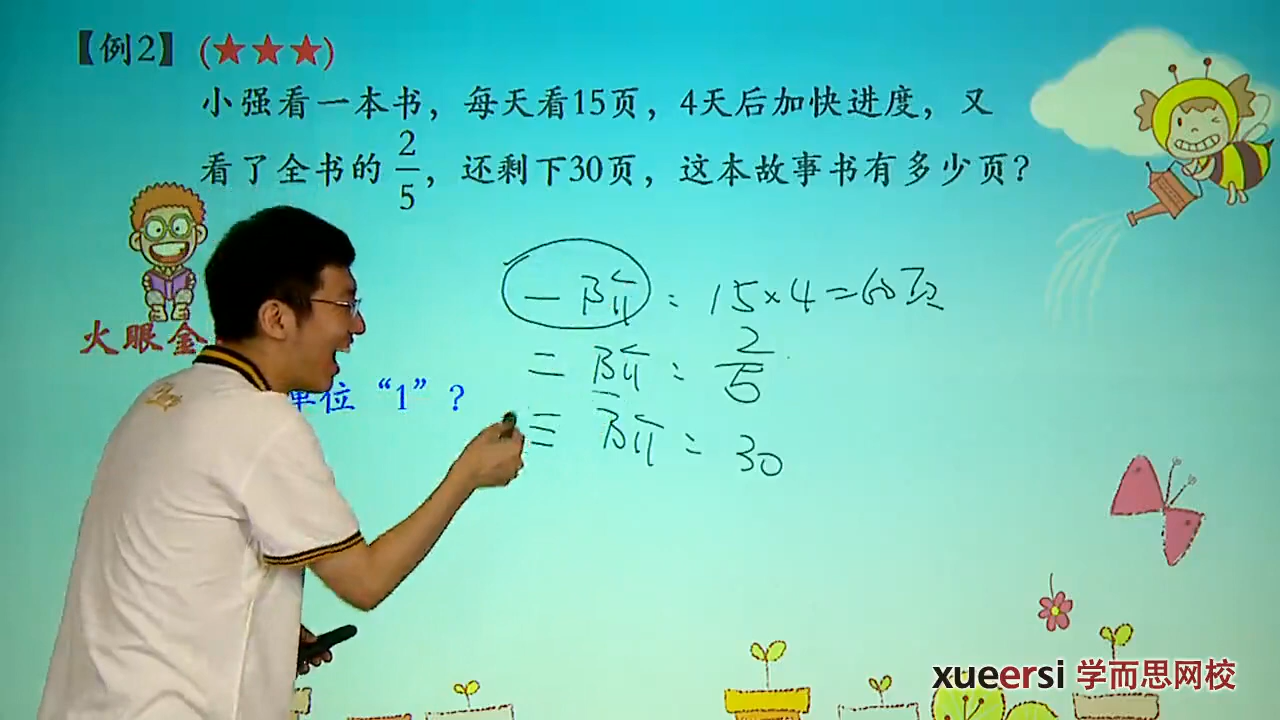 【例2】(★★★)
小强看一本书，每天看15页，4天后加快进度，又
看了全书的 2/5，还剩下30页，这本故事书有多少页？
一阶：15×4=60页
二阶：2/5
三阶：30
火眼金
单位“1”？
xueersi 学而思网校